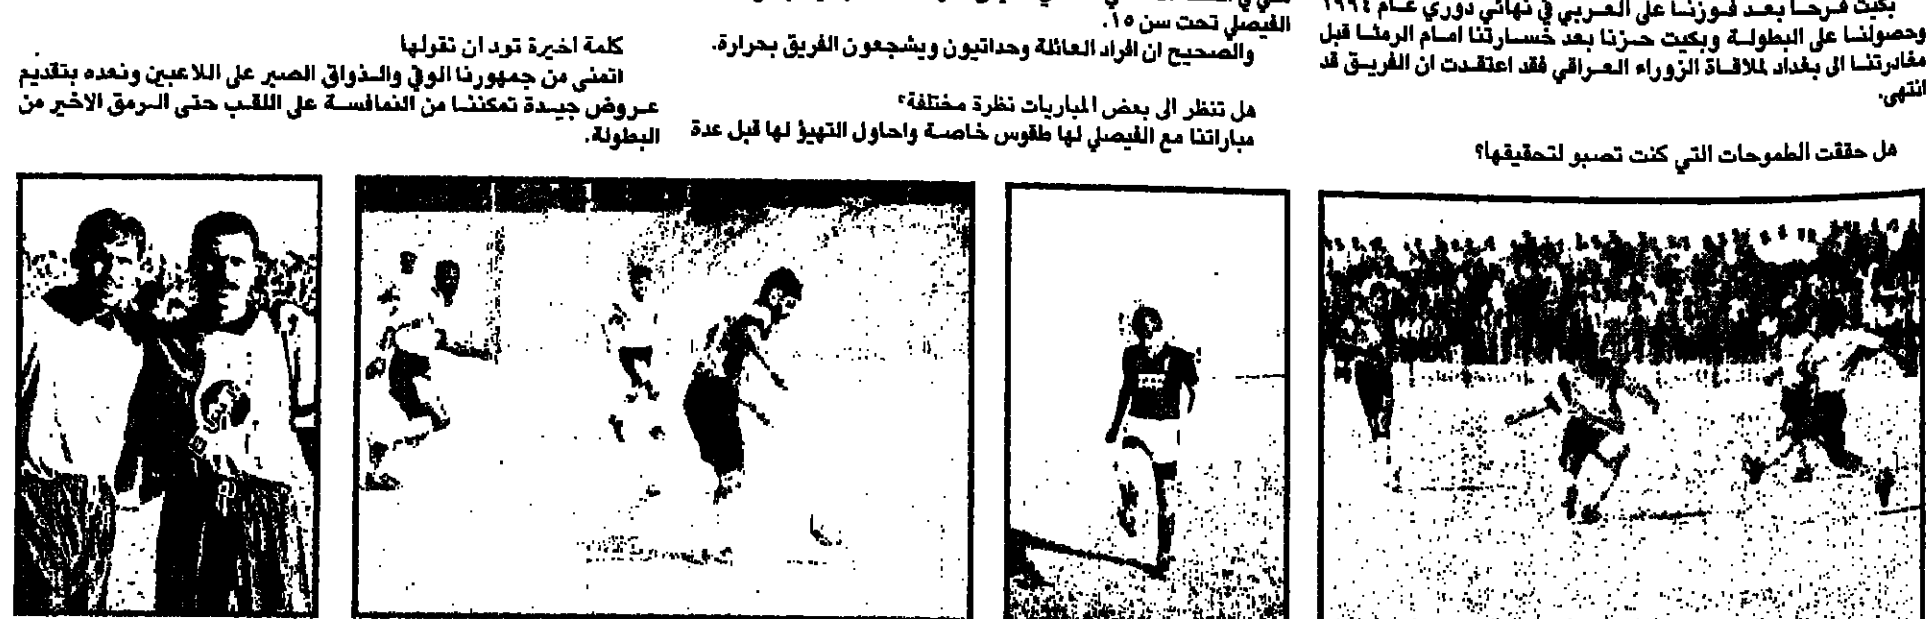 بكيت فرحا بعد فوزنا على العربي في نهائي دوري عام ١٩٩٤
وحصولنا على البطولة وبكيت حزنا بعد خسارتنا امام الرمثا قبل
مغادرتنا الى بغداد لملاقاة الزوراء العراقي فقد اعتقدت ان الفريق قد
انتهى.
هل حققت الطموحات التي كنت تصبو لتحقيقها؟
الفيصلي تحت سن ١٥.
والصحيح ان افراد العائلة وحداتيون ويشجعون الفريق بحرارة.
هل تنظر الى بعض المباريات نظرة مختلفة؟
مباراتنا مع الفيصلي لها طقوس خاصة واحاول التهيؤ لها قبل عدة
كلمة اخيرة تود ان تقولها
اتمنى من جمهورنا الوفي والذواق الصبر على اللاعبين ونعده بتقديم
عروض جيدة تمكننا من المنافسة على اللقب حتى الرمق الاخير من
البطولة.